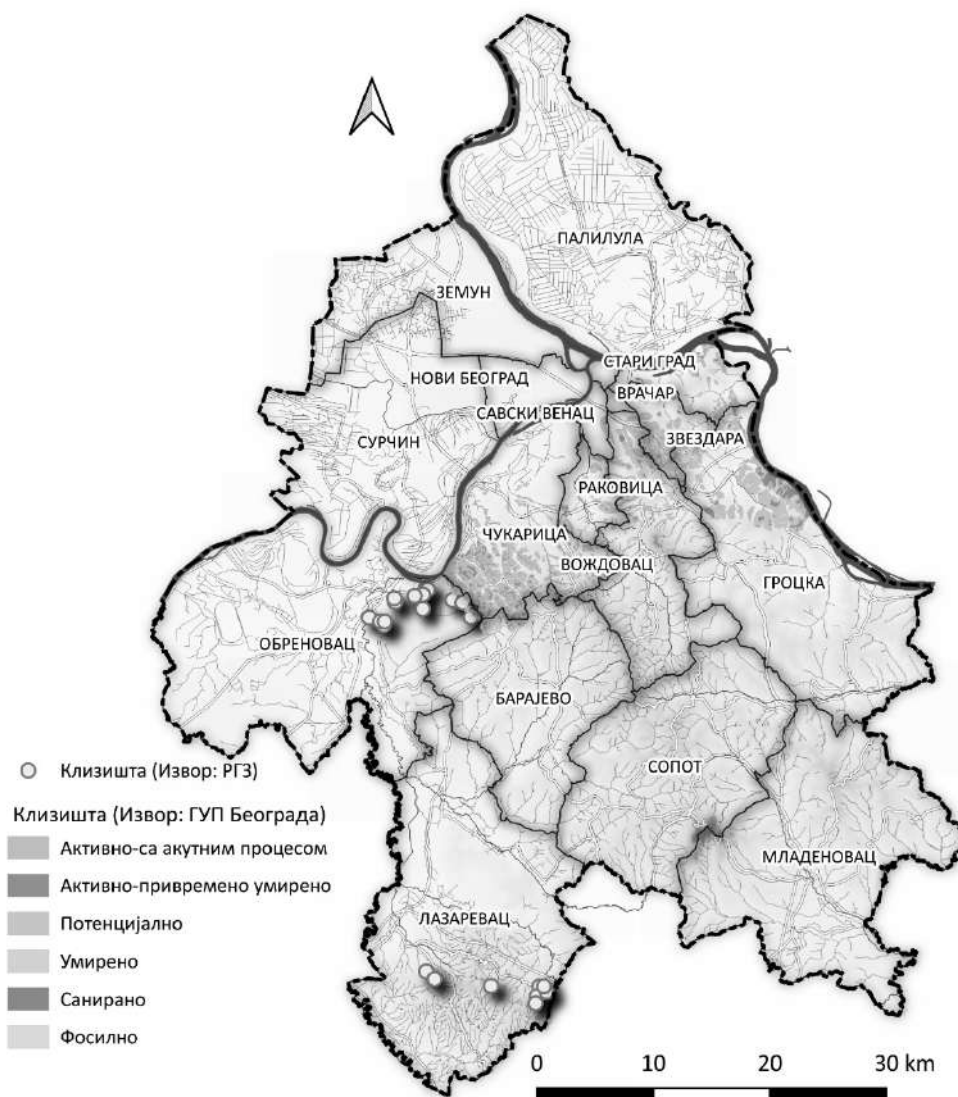 ПАЛИЛУЛА
ЗЕМУН
СТАРИ ГРАД
НОВИ БЕОГРАД
ВРАЧАР
САВСКИ ВЕНАЦ
ЗВЕЗДАРА
СУРЧИН
РАКОВИЦА
ЧУКАРИЦА
ВОЖДОВАЦ
ГРОЦКА
ОБРЕНОВАЦ
БАРАЈЕВО
СОПОТ
МЛАДЕНОВАЦ
ЛАЗАРЕВАЦ
Клизишта (Извор: РГЗ)
Клизишта (Извор: ГУП Београда)
Активно-са акутним процесом
Активно-привремено умирено
Потенцијално
Умирено
Санирано
Фосилно
0 10 20 30 km